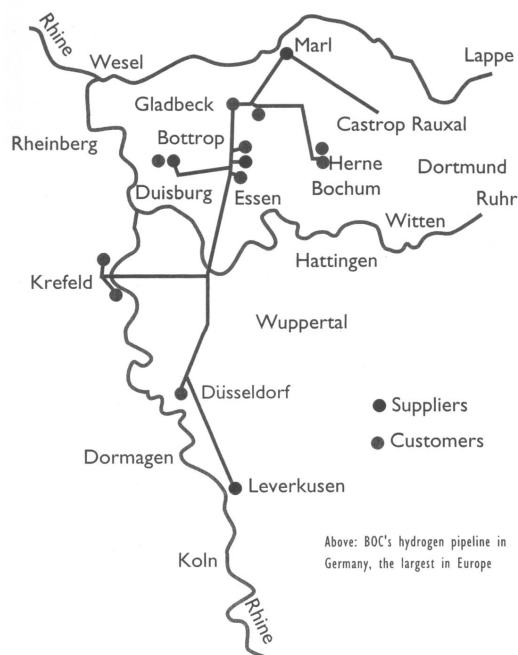 Rhine
Wesel
Marl
Lappe
Gladbeck
Castrop Rauxal
Rheinberg
Bottrop
Herne
Dortmund
Duisburg
Essen
Bochum
Ruhr
Witten
Hattingen
Krefeld
Wuppertal
Düsseldorf
Suppliers
Customers
Dormagen
Leverkusen
Above: BOC's hydrogen pipeline in
Germany, the largest in Europe
Koln
Rhine